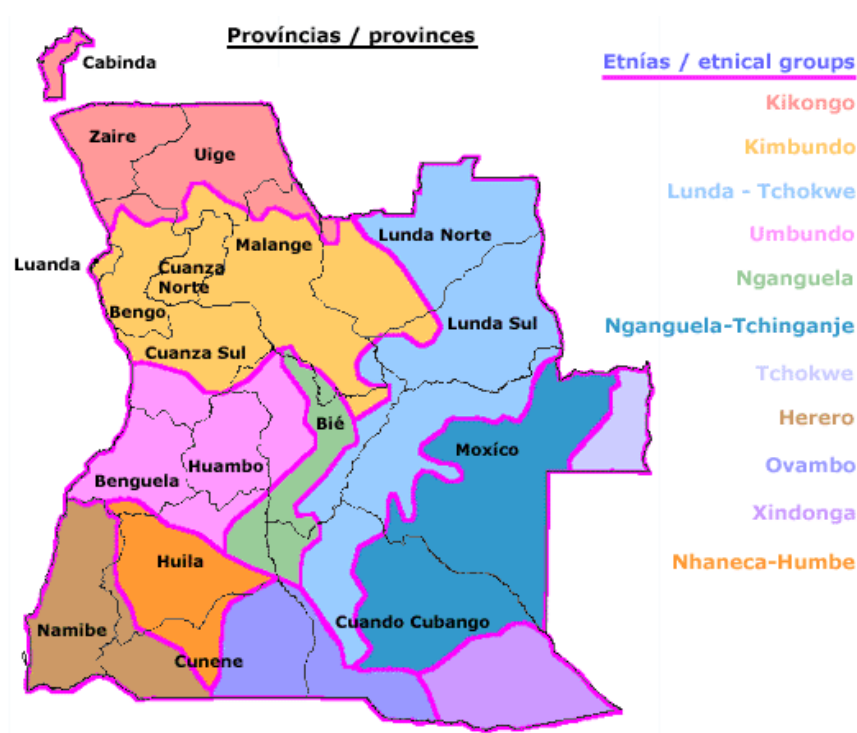 Províncias / provinces
Cabinda
Etnías / etnical groups
Kikongo
Zaire
Uige
Kimbundo
Lunda - Tchokwe
Umbundo
Lunda Norte
Malange
Luanda
Cuanza
Norte
Nganguela
Bengo
Lunda Sul
Nganguela-Tchinganje
Cuanza Sul
Tchokwe
Herero
Bié
Moxíco
Huambo
Ovambo
Benguela
Xindonga
Huila
Nhaneca-Humbe
Cuando Cubango
Namibe
Cunene